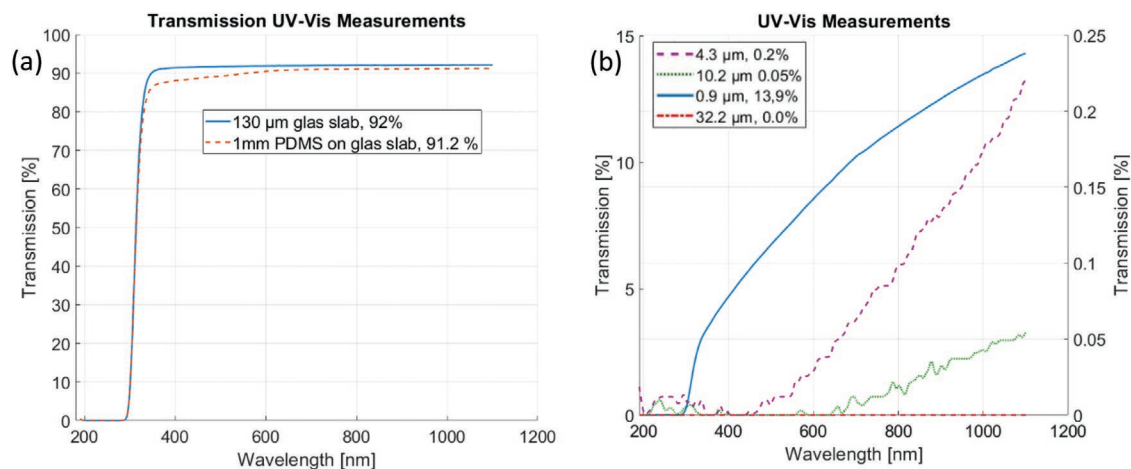 (a)
Transmission UV-Vis Measurements
Transmission [%]
100
90
80
70
60
50
40
30
20
10
0
130 µm glas slab, 92%
1mm PDMS on glas slab, 91.2 %
200 400 600 800 1000 1200
Wavelength [nm]
(b)
UV-Vis Measurements
Transmission [%]
15
10
5
0
4.3 µm, 0.2%
10.2 µm 0.05%
0.9 µm, 13,9%
32.2 µm, 0.0%
0.25
0.2
0.15
0.1
0.05
0
Transmission [%]
200 400 600 800 1000 1200
Wavelength [nm]